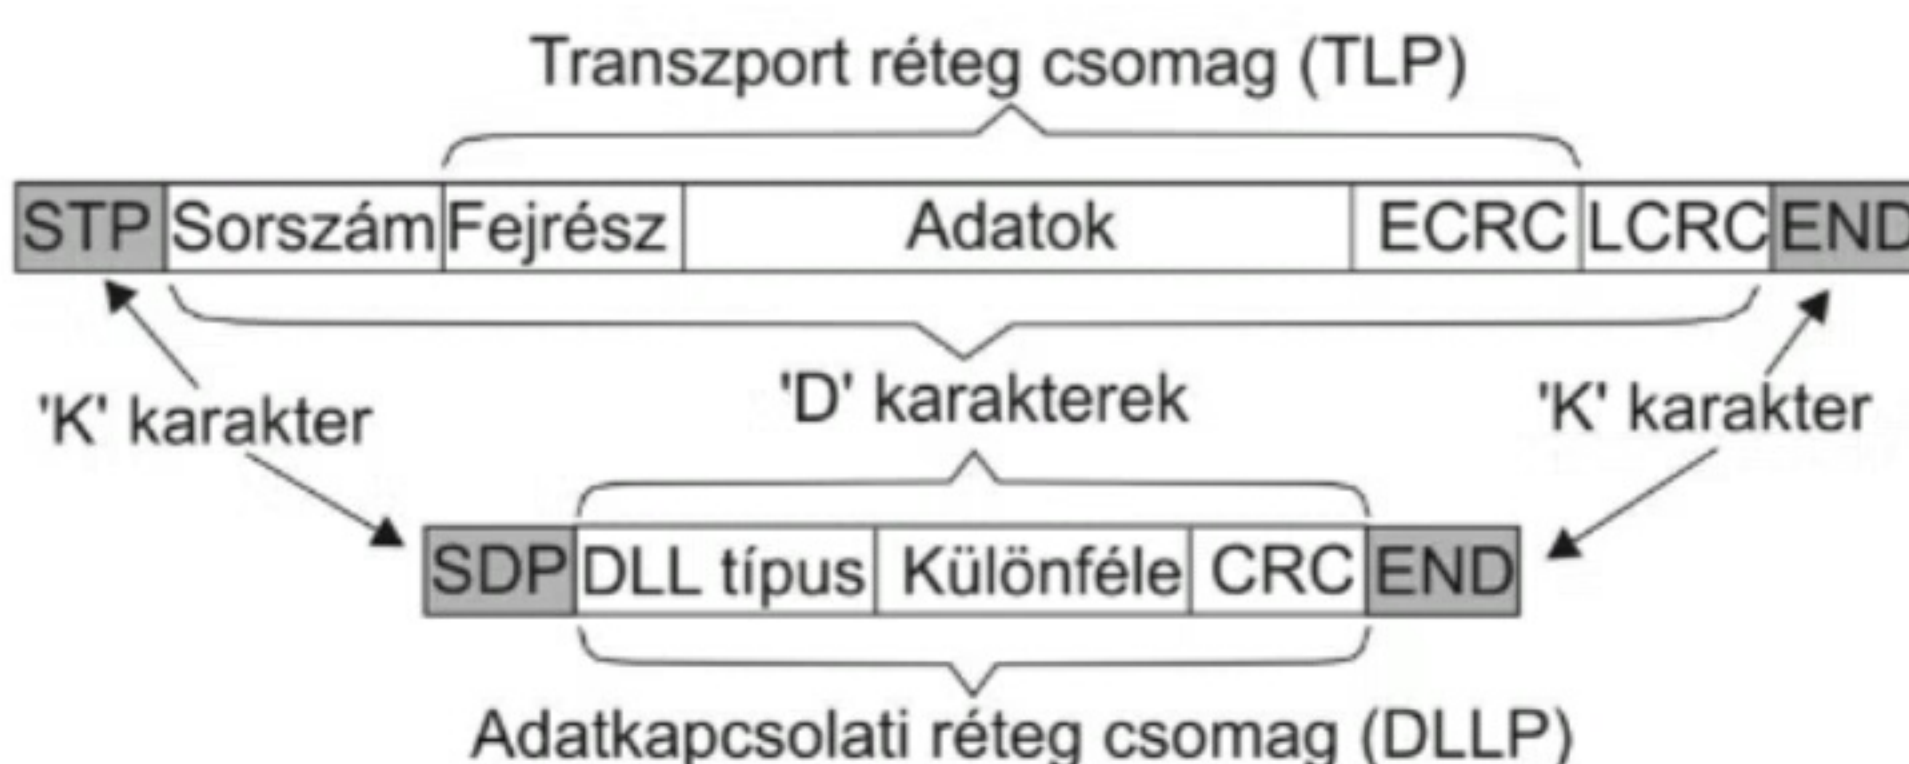 Transzport réteg csomag (TLP)
STP Sorszám Fejrész Adatok ECRC LCRC END
'K' karakter 'D' karakterek 'K' karakter
SDP DLL típus Különféle CRC END
Adatkapcsolati réteg csomag (DLLP)